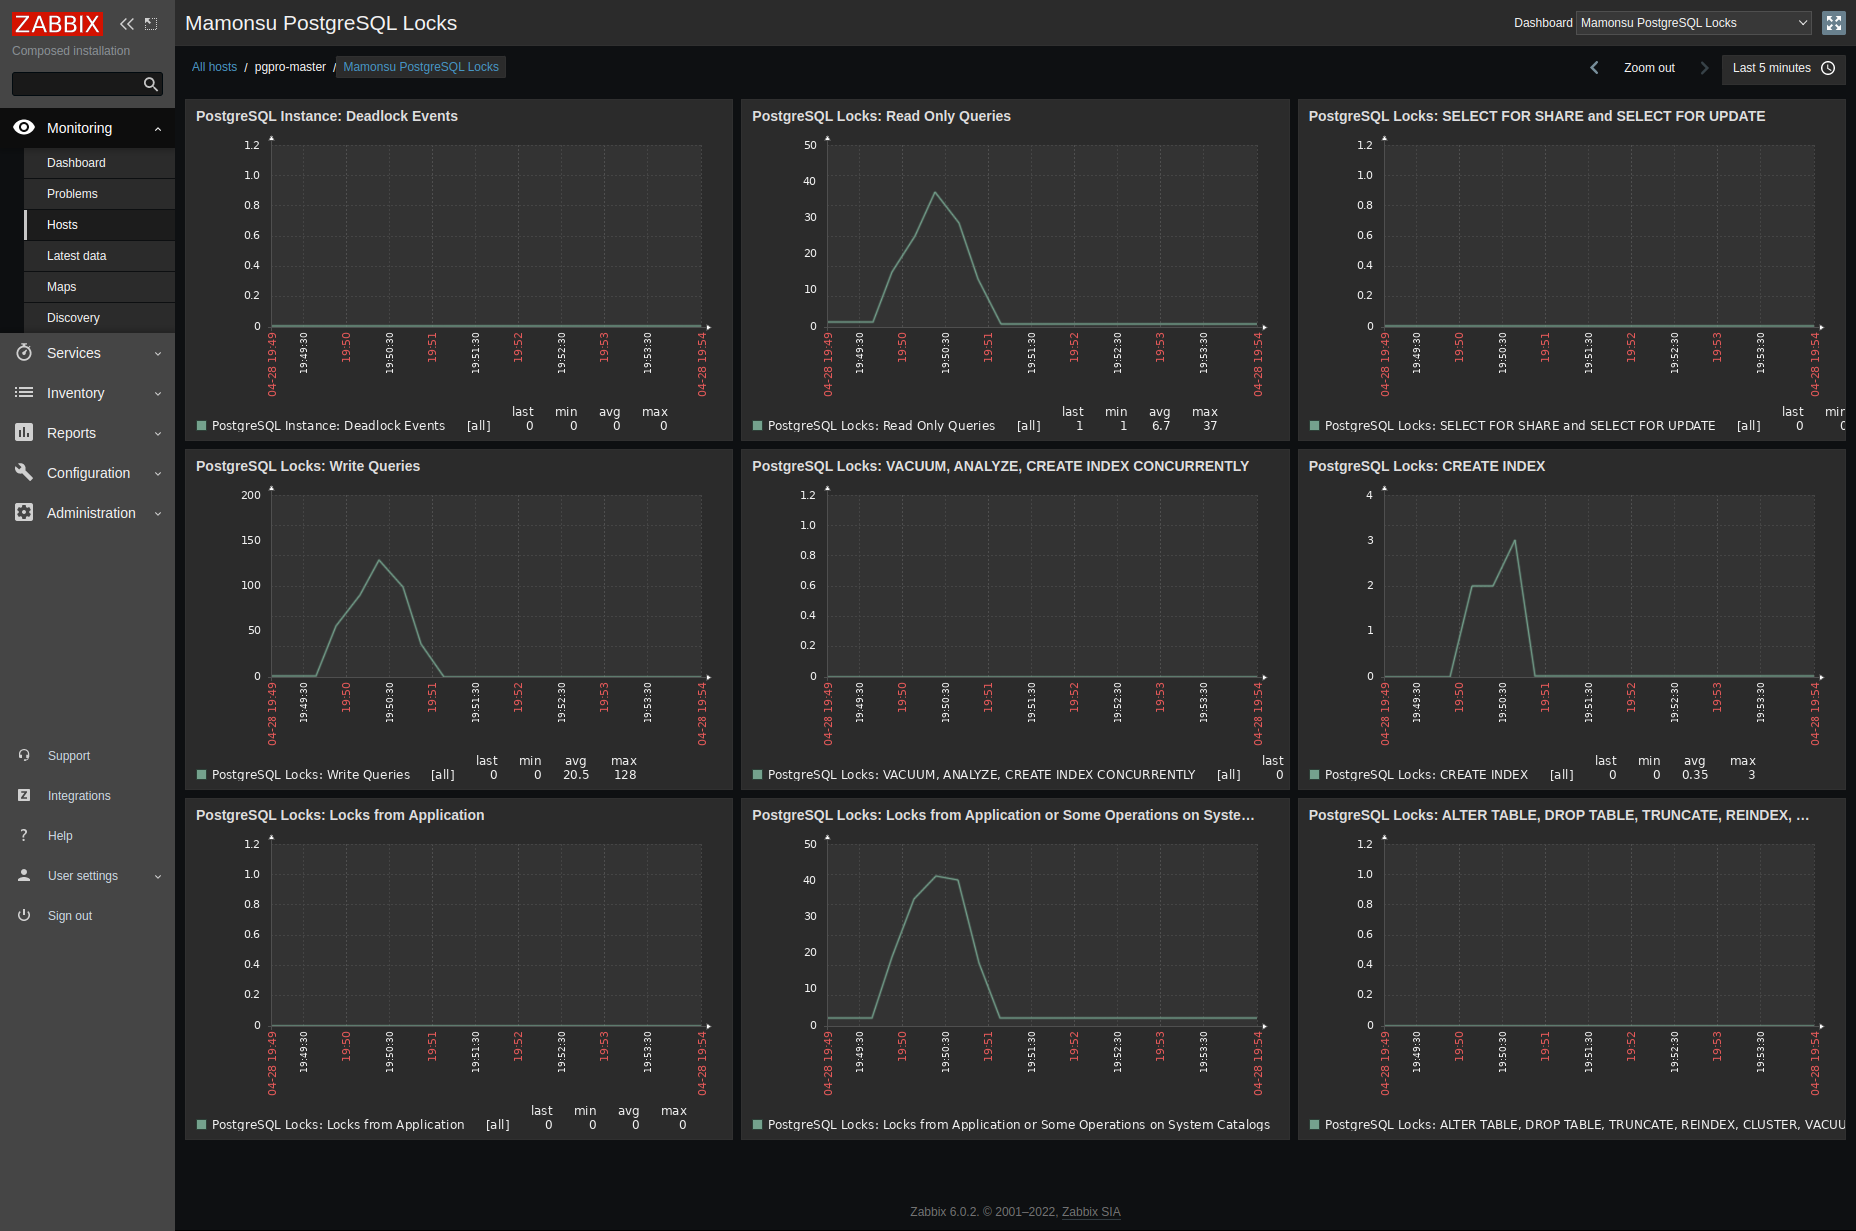 ZABBIX
Composed installation
Monitoring
Dashboard
Problems
Hosts
Latest data
Maps
Discovery
Services
Inventory
Reports
Configuration
Administration
Support
Integrations
Help
User settings
Sign out
Mamonsu PostgreSQL Locks
Dashboard Mamonsu PostgreSQL Locks
All hosts / pgpro-master / Mamonsu PostgreSQL Locks
Zoom out Last 5 minutes
PostgreSQL Instance: Deadlock Events
1.2
1.0
0.8
0.6
0.4
0.2
0
04-28 19:49 19:49:30 19:50 19:50:30 19:51 19:51:30 19:52 19:52:30 19:53 19:53:30 04-28 19:54
last min avg max
PostgreSQL Instance: Deadlock Events [all] 0 0 0 0
PostgreSQL Locks: Read Only Queries
50
40
30
20
10
0
04-28 19:49 19:49:30 19:50 19:50:30 19:51 19:51:30 19:52 19:52:30 19:53 19:53:30 04-28 19:54
last min avg max
PostgreSQL Locks: Read Only Queries [all] 1 1 6.7 37
PostgreSQL Locks: SELECT FOR SHARE and SELECT FOR UPDATE
1.2
1.0
0.8
0.6
0.4
0.2
0
04-28 19:49 19:49:30 19:50 19:50:30 19:51 19:51:30 19:52 19:52:30 19:53 19:53:30 04-28 19:54
last min
PostgreSQL Locks: SELECT FOR SHARE and SELECT FOR UPDATE [all] 0 0
PostgreSQL Locks: Write Queries
200
150
100
50
0
04-28 19:49 19:49:30 19:50 19:50:30 19:51 19:51:30 19:52 19:52:30 19:53 19:53:30 04-28 19:54
last min avg max
PostgreSQL Locks: Write Queries [all] 0 0 20.5 128
PostgreSQL Locks: VACUUM, ANALYZE, CREATE INDEX CONCURRENTLY
1.2
1.0
0.8
0.6
0.4
0.2
0
04-28 19:49 19:49:30 19:50 19:50:30 19:51 19:51:30 19:52 19:52:30 19:53 19:53:30 04-28 19:54
last
PostgreSQL Locks: VACUUM, ANALYZE, CREATE INDEX CONCURRENTLY [all] 0
PostgreSQL Locks: CREATE INDEX
4
3
2
1
0
04-28 19:49 19:49:30 19:50 19:50:30 19:51 19:51:30 19:52 19:52:30 19:53 19:53:30 04-28 19:54
last min avg max
PostgreSQL Locks: CREATE INDEX [all] 0 0 0.35 3
PostgreSQL Locks: Locks from Application
1.2
1.0
0.8
0.6
0.4
0.2
0
04-28 19:49 19:49:30 19:50 19:50:30 19:51 19:51:30 19:52 19:52:30 19:53 19:53:30 04-28 19:54
last min avg max
PostgreSQL Locks: Locks from Application [all] 0 0 0 0
PostgreSQL Locks: Locks from Application or Some Operations on Syste…
50
40
30
20
10
0
04-28 19:49 19:49:30 19:50 19:50:30 19:51 19:51:30 19:52 19:52:30 19:53 19:53:30 04-28 19:54
PostgreSQL Locks: Locks from Application or Some Operations on System Catalogs
PostgreSQL Locks: ALTER TABLE, DROP TABLE, TRUNCATE, REINDEX, …
1.2
1.0
0.8
0.6
0.4
0.2
0
04-28 19:49 19:49:30 19:50 19:50:30 19:51 19:51:30 19:52 19:52:30 19:53 19:53:30 04-28 19:54
PostgreSQL Locks: ALTER TABLE, DROP TABLE, TRUNCATE, REINDEX, CLUSTER, VACUU
Zabbix 6.0.2. © 2001–2022, Zabbix SIA